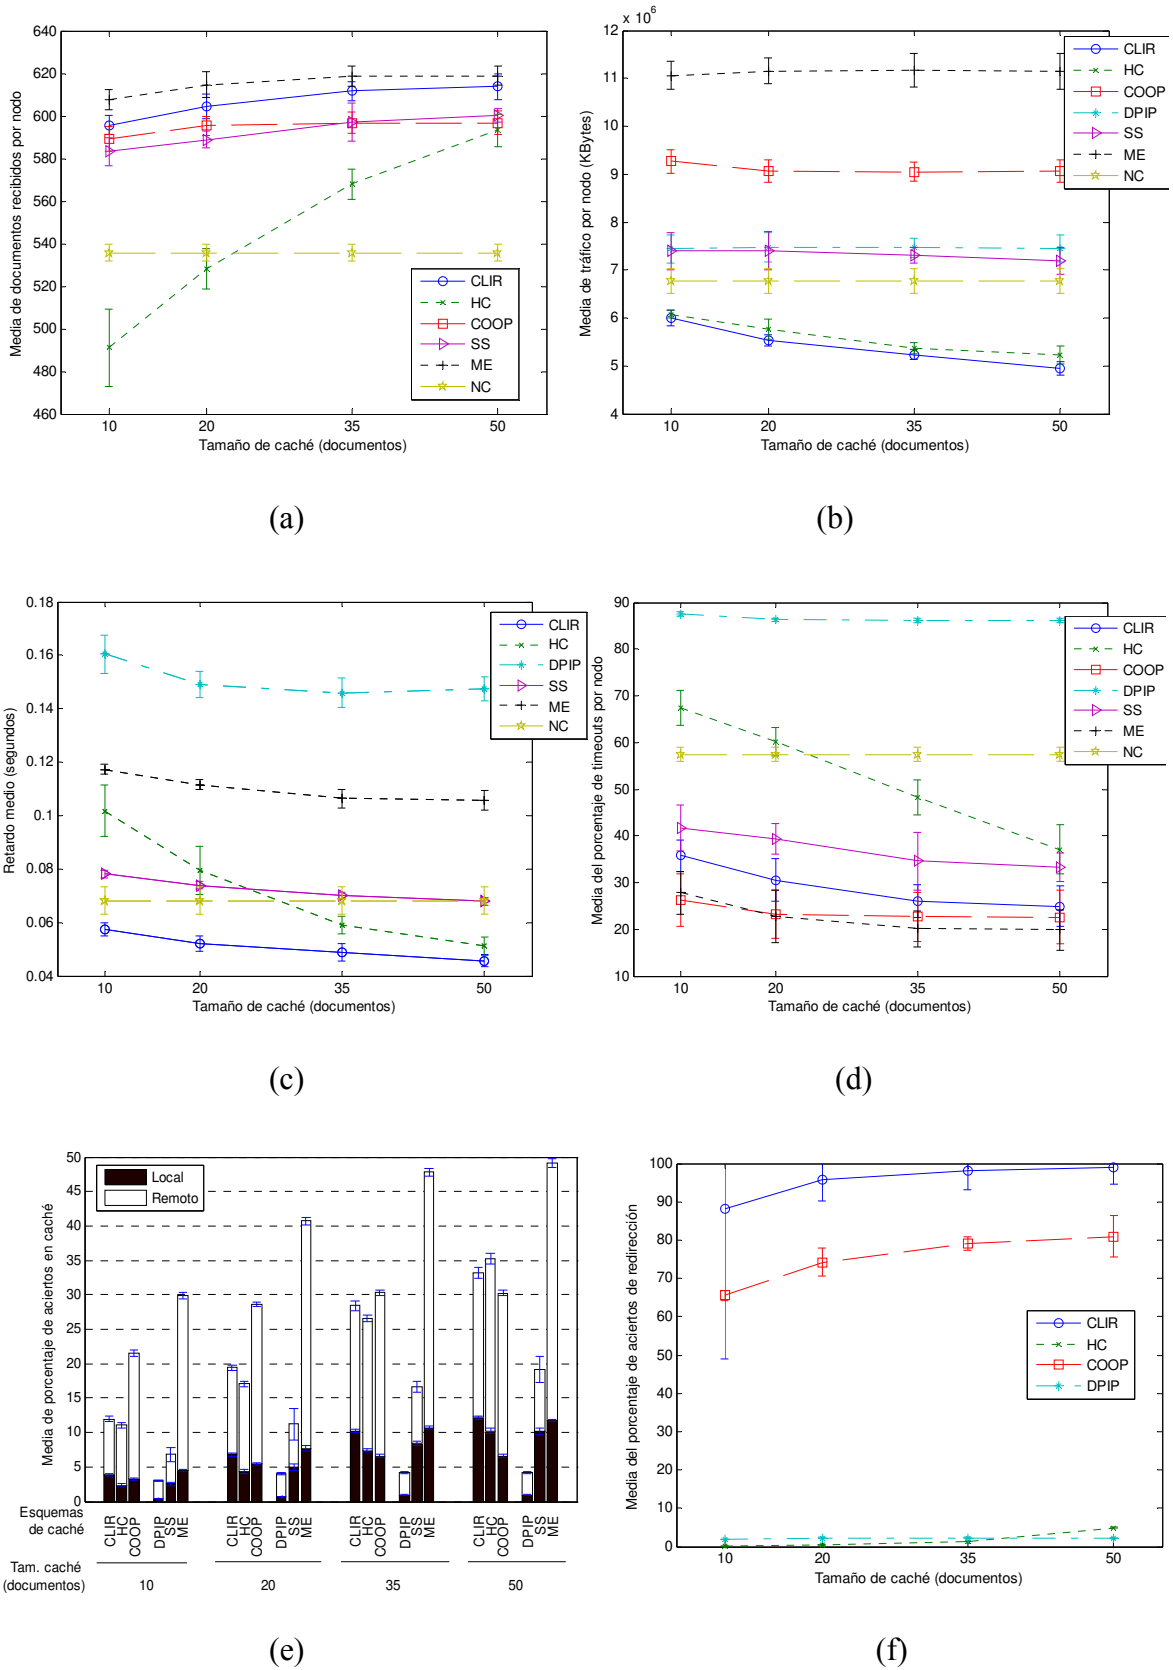 640
620
600
580
560
540
520
500
480
460
10
20
35
50
Media de documentos recibidos por nodo
Tamaño de caché (documentos)
CLIR
HC
COOP
SS
ME
NC
(a)
x 10^6
12
11
10
9
8
7
6
5
4
10
20
35
50
Media de tráfico por nodo (KBytes)
Tamaño de caché (documentos)
CLIR
HC
COOP
DPIP
SS
ME
NC
(b)
0.18
0.16
0.14
0.12
0.1
0.08
0.06
0.04
10
20
35
50
Retardo medio (segundos)
Tamaño de caché (documentos)
CLIR
HC
DPIP
SS
ME
NC
(c)
90
80
70
60
50
40
30
20
10
10
20
35
50
Media del porcentaje de timeouts por nodo
Tamaño de caché (documentos)
CLIR
HC
COOP
DPIP
SS
ME
NC
(d)
50
45
40
35
30
25
20
15
10
5
0
Media de porcentaje de aciertos en caché
Local
Remoto
Esquemas
de caché
CLIR
HC
COOP
DPIP
SS
ME
CLIR
HC
COOP
DPIP
SS
ME
CLIR
HC
COOP
DPIP
SS
ME
CLIR
HC
COOP
DPIP
SS
ME
Tam. caché
(documentos)
10
20
35
50
(e)
100
90
80
70
60
50
40
30
20
10
0
10
20
35
50
Media del porcentaje de aciertos de redirección
Tamaño de caché (documentos)
CLIR
HC
COOP
DPIP
(f)